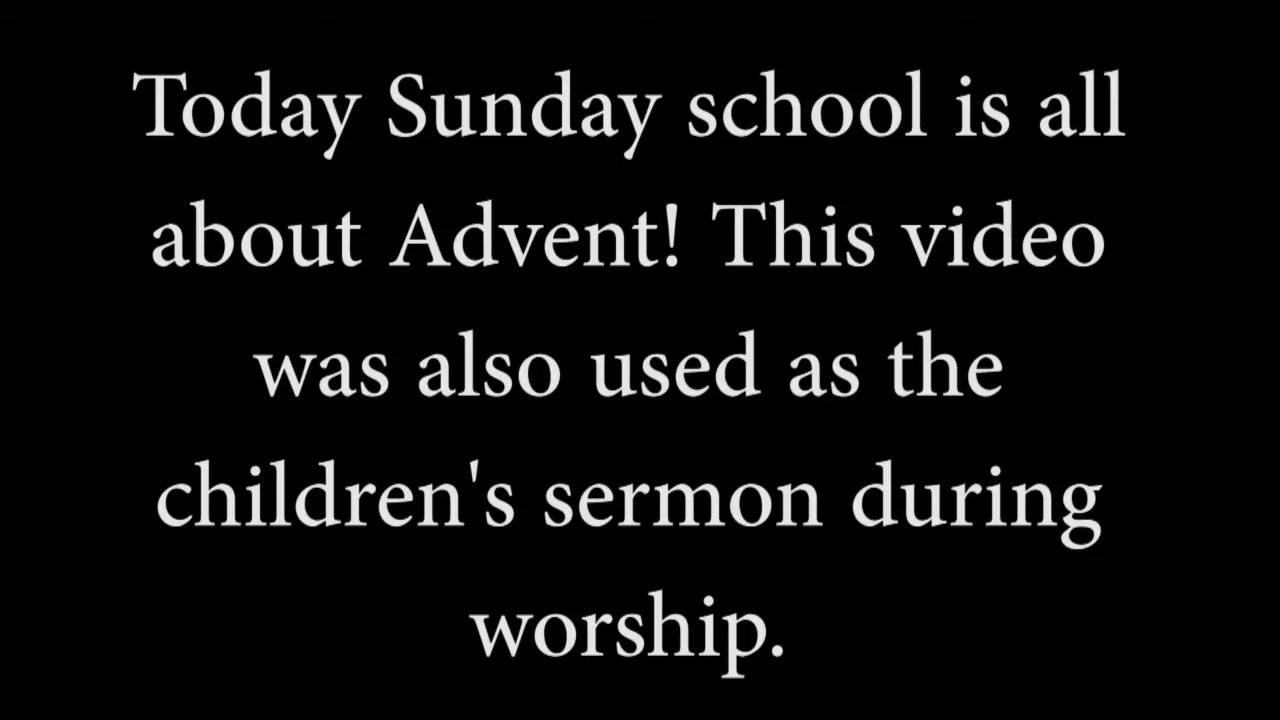 Today Sunday school is all
about Advent! This video
was also used as the
children's sermon during
worship.